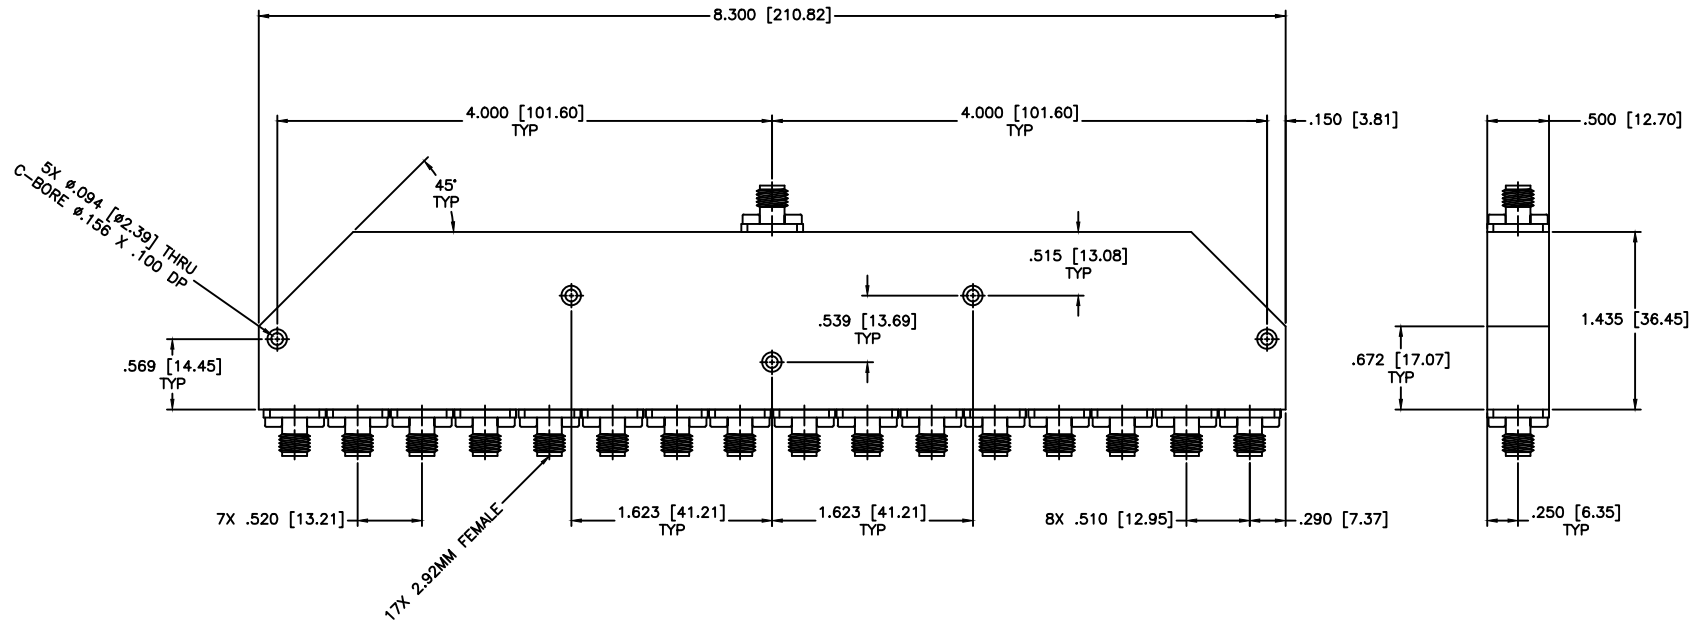 8.300 [210.82]
4.000 [101.60]
TYP
4.000 [101.60]
TYP
.150 [3.81]
.500 [12.70]
5X ø.094 [ø2.39] THRU
C-BORE ø.156 X .100 DP
45°
TYP
.515 [13.08]
TYP
.539 [13.69]
TYP
1.435 [36.45]
.569 [14.45]
TYP
.672 [17.07]
TYP
7X .520 [13.21]
17X 2.92MM FEMALE
1.623 [41.21]
TYP
1.623 [41.21]
TYP
8X .510 [12.95]
.290 [7.37]
.250 [6.35]
TYP